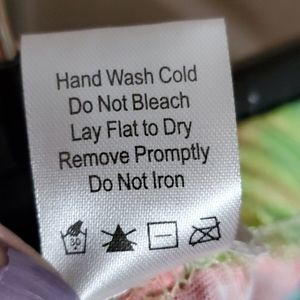 Hand Wash Cold
Do Not Bleach
Lay Flat to Dry
Remove Promptly
Do Not Iron
30